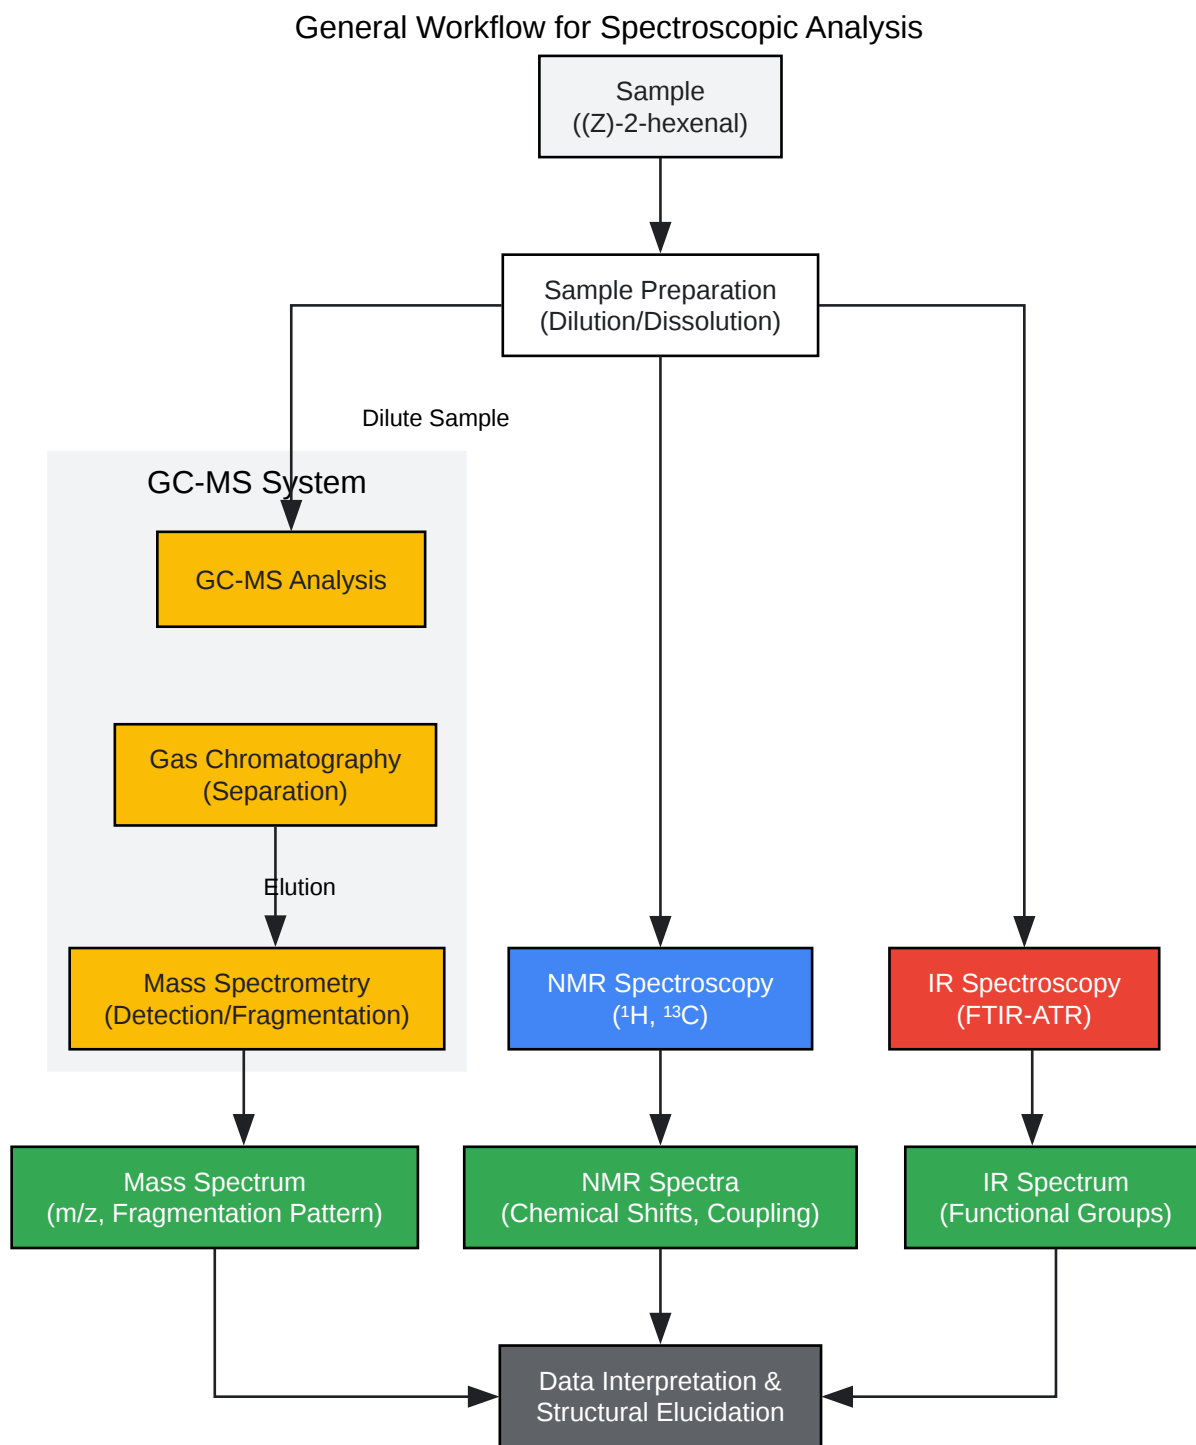 General Workflow for Spectroscopic Analysis
Sample
((Z)-2-hexenal)
Sample Preparation
(Dilution/Dissolution)
Dilute Sample
GC-MS System
GC-MS Analysis
Gas Chromatography
(Separation)
Elution
Mass Spectrometry
(Detection/Fragmentation)
NMR Spectroscopy
(¹H, ¹³C)
IR Spectroscopy
(FTIR-ATR)
Mass Spectrum
(m/z, Fragmentation Pattern)
NMR Spectra
(Chemical Shifts, Coupling)
IR Spectrum
(Functional Groups)
Data Interpretation &
Structural Elucidation